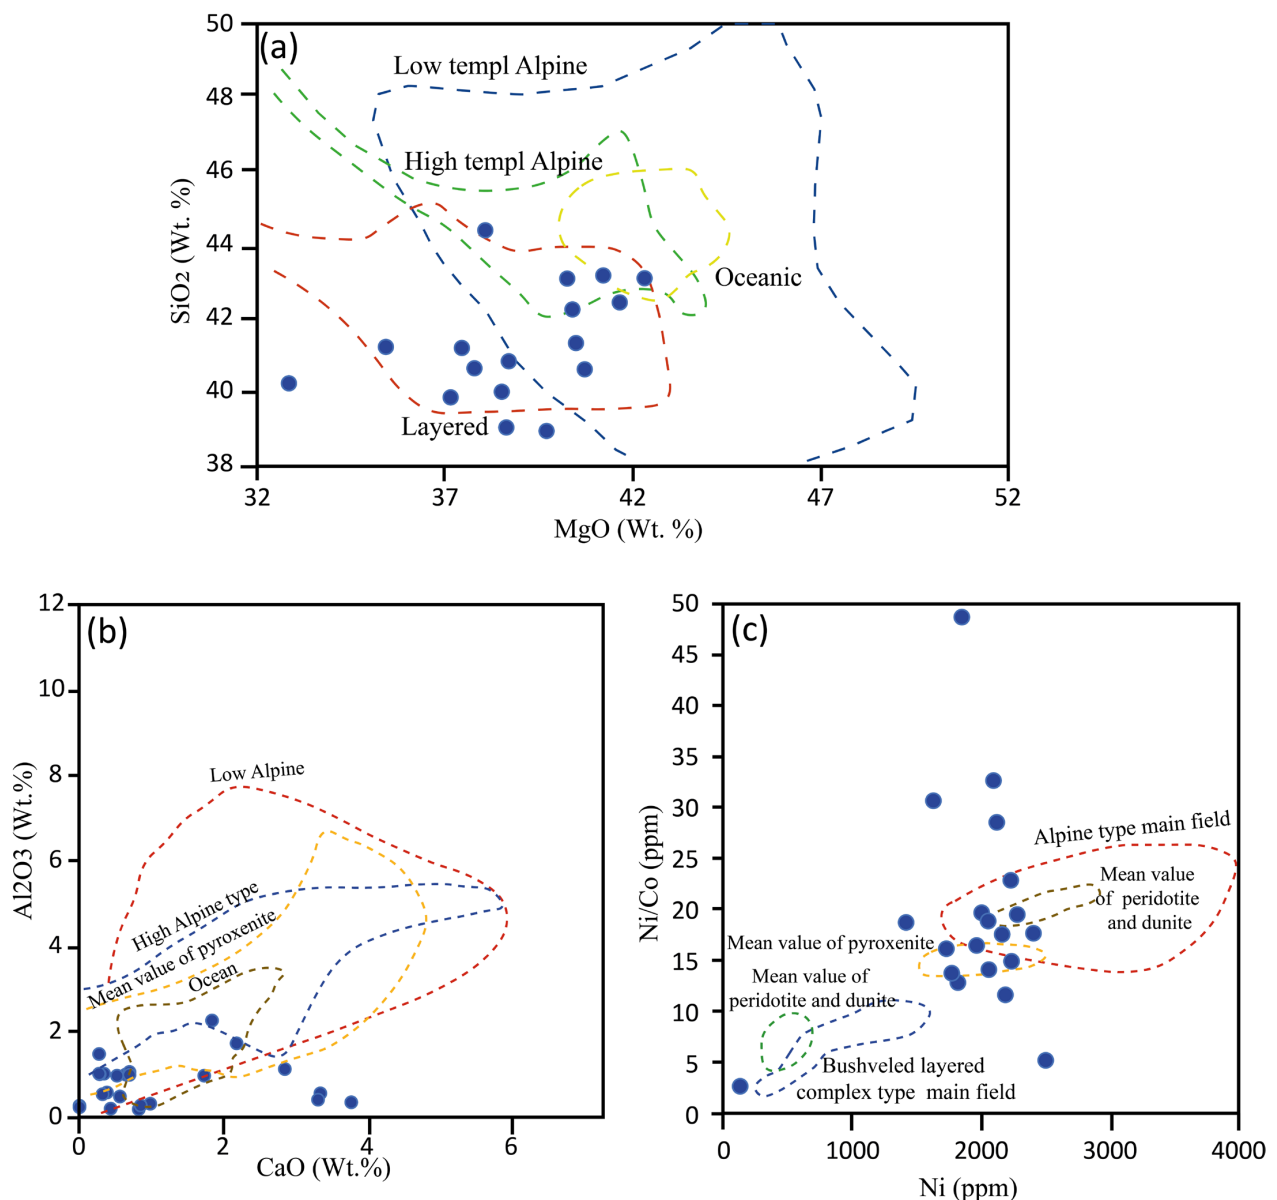 (a)
50
48
46
44
42
40
38
SiO2 (Wt. %)
Low templ Alpine
High templ Alpine
Oceanic
Layered
32
37
42
47
52
MgO (Wt. %)
(b)
12
10
8
6
4
2
0
Al2O3 (Wt.%)
Low Alpine
High Alpine type
Mean value of pyroxenite
Ocean
0
2
4
6
CaO (Wt.%)
(c)
50
45
40
35
30
25
20
15
10
5
0
Ni/Co (ppm)
Alpine type main field
Mean value
of peridotite
and dunite
Mean value of pyroxenite
Mean value of
peridotite and dunite
Bushveled layered
complex type main field
0
1000
2000
3000
4000
Ni (ppm)